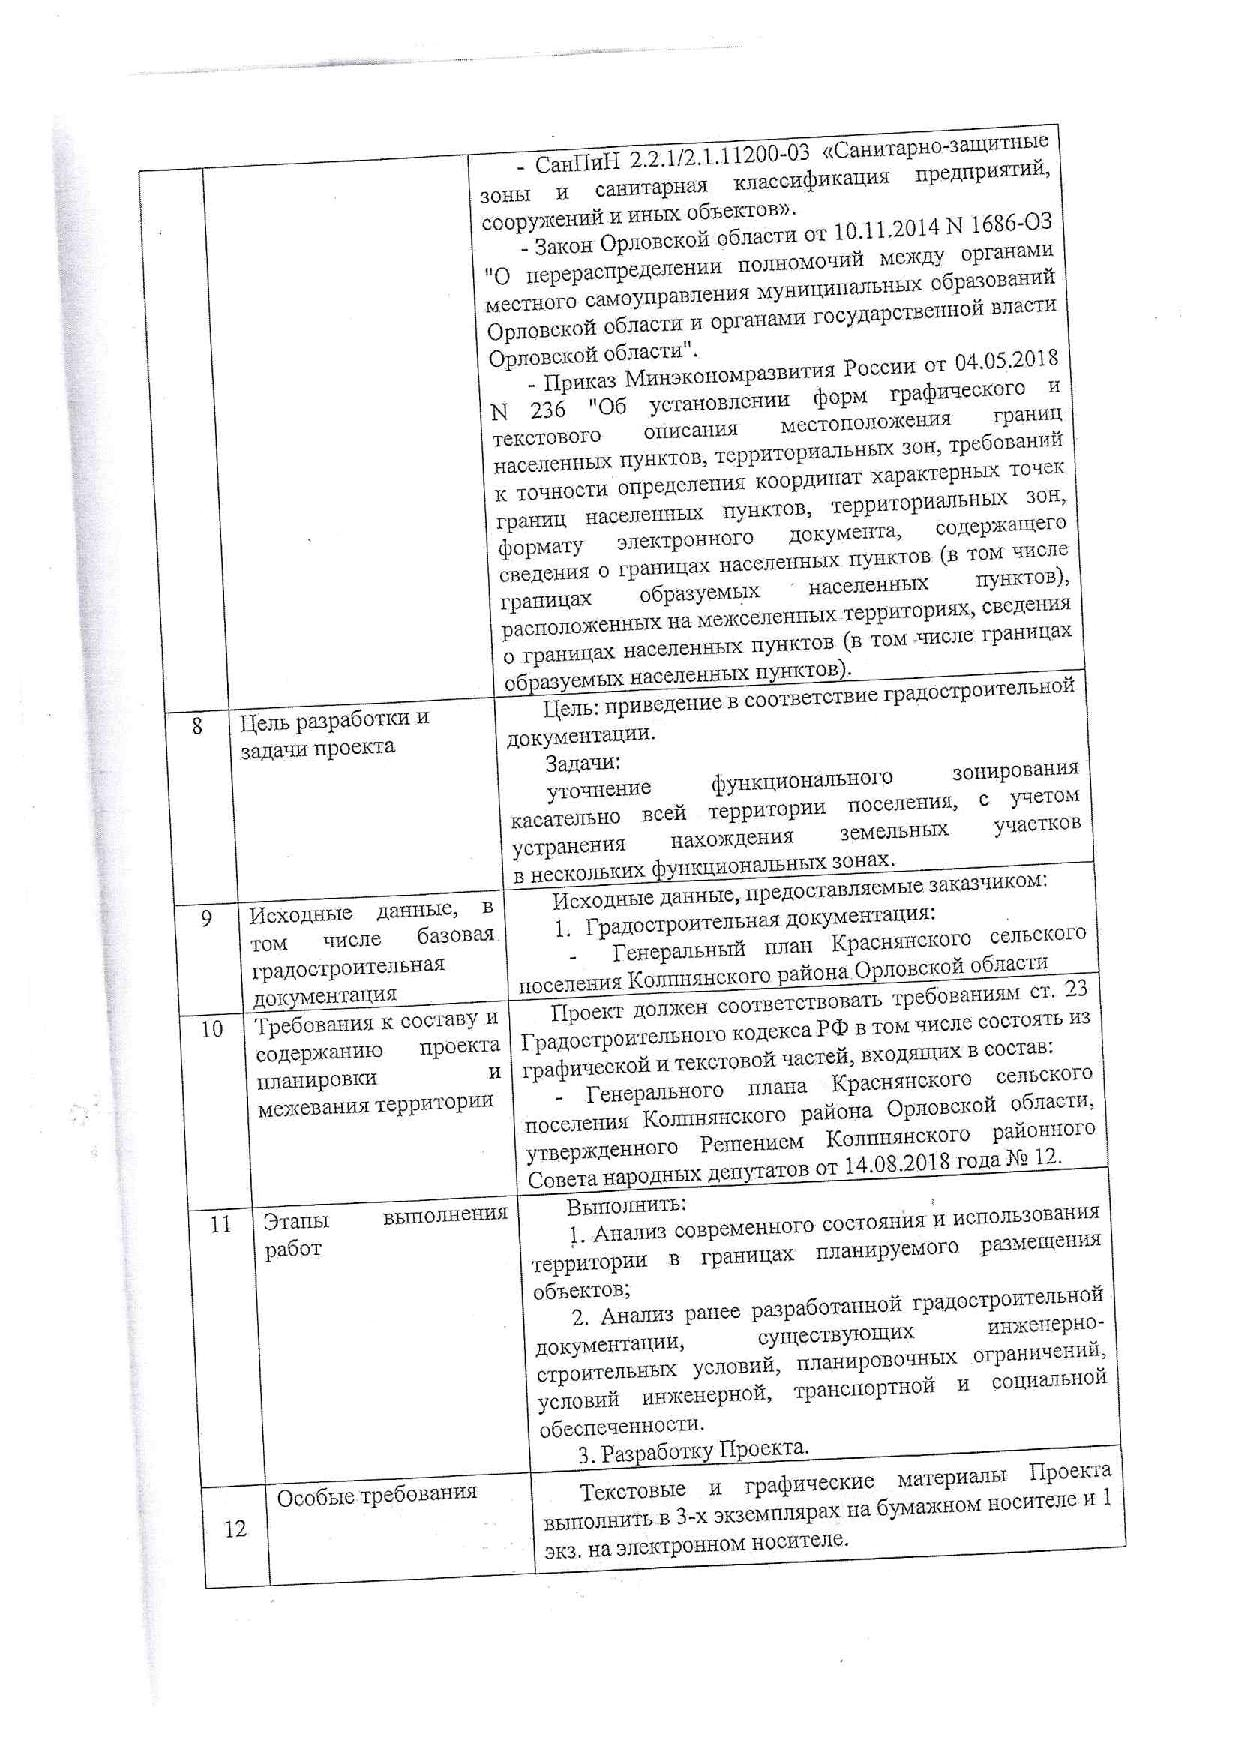 - СанПиН 2.2.1/2.1.11200-03 «Санитарно-защитные
зоны и санитарная классификация предприятий,
сооружений и иных объектов».
- Закон Орловской области от 10.11.2014 N 1686-ОЗ
"О перераспределении полномочий между органами
местного самоуправления муниципальных образований
Орловской области и органами государственной власти
Орловской области".
- Приказ Минэкономразвития России от 04.05.2018
N 236 "Об установлении форм графического и
текстового описания местоположения границ
населенных пунктов, территориальных зон, требований
к точности определения координат характерных точек
границ населенных пунктов, территориальных зон,
формату электронного документа, содержащего
сведения о границах населенных пунктов (в том числе
границах образуемых населенных пунктов),
расположенных на межселенных территориях, сведения
о границах населенных пунктов (в том числе границах
образуемых населенных пунктов).
8
Цель разработки и
задачи проекта
Цель: приведение в соответствие градостроительной
документации.
Задачи:
уточнение функционального зонирования
касательно всей территории поселения, с учетом
устранения нахождения земельных участков
в нескольких функциональных зонах.
9
Исходные данные, в
том числе базовая
градостроительная
документация
Исходные данные, предоставляемые заказчиком:
1. Градостроительная документация:
- Генеральный план Краснянского сельского
поселения Колпнянского района Орловской области
10
Требования к составу и
содержанию проекта
планировки и
межевания территории
Проект должен соответствовать требованиям ст. 23
Градостроительного кодекса РФ в том числе состоять из
графической и текстовой частей, входящих в состав:
- Генерального плана Краснянского сельского
поселения Колпнянского района Орловской области,
утвержденного Решением Колпнянского районного
Совета народных депутатов от 14.08.2018 года № 12.
11
Этапы выполнения
работ
Выполнить:
1. Анализ современного состояния и использования
территории в границах планируемого размещения
объектов;
2. Анализ ранее разработанной градостроительной
документации, существующих инженерно-
строительных условий, планировочных ограничений,
условий инженерной, транспортной и социальной
обеспеченности.
3. Разработку Проекта.
12
Особые требования
Текстовые и графические материалы Проекта
выполнить в 3-х экземплярах на бумажном носителе и 1
экз. на электронном носителе.